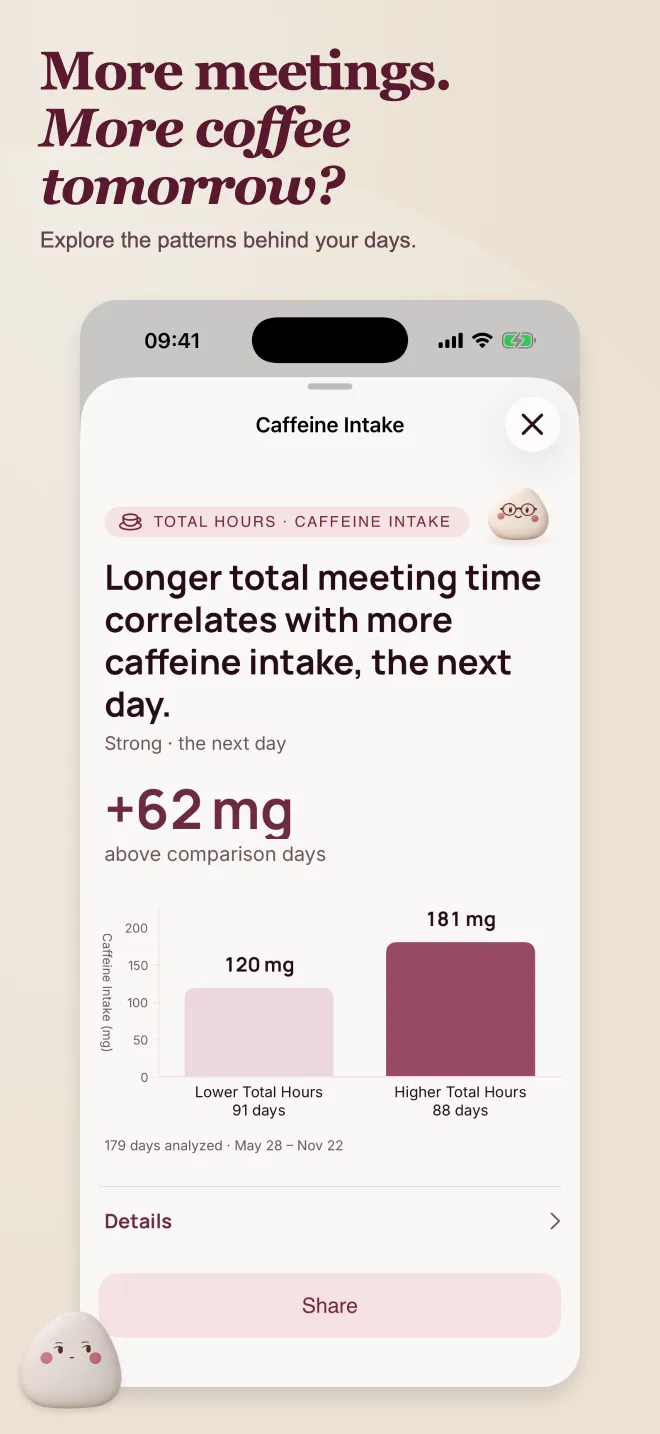 More meetings.
More coffee
tomorrow?
Explore the patterns behind your days.
09:41
Caffeine Intake
TOTAL HOURS · CAFFEINE INTAKE
Longer total meeting time
correlates with more
caffeine intake, the next
day.
Strong · the next day
+62 mg
above comparison days
Caffeine Intake (mg)
200
150
100
50
0
120 mg
181 mg
Lower Total Hours
91 days
Higher Total Hours
88 days
179 days analyzed · May 28 – Nov 22
Details
Share